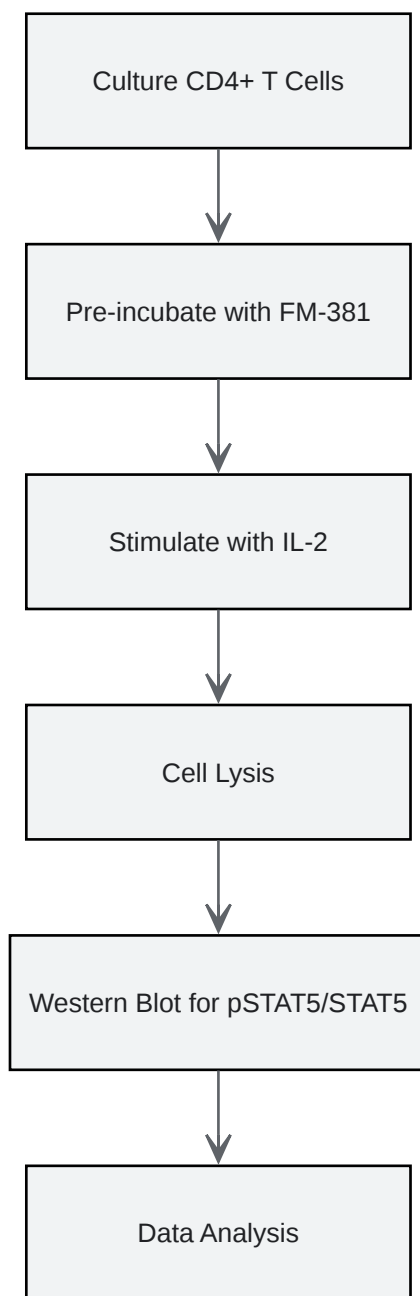 Culture CD4+ T Cells
Pre-incubate with FM-381
Stimulate with IL-2
Cell Lysis
Western Blot for pSTAT5/STAT5
Data Analysis